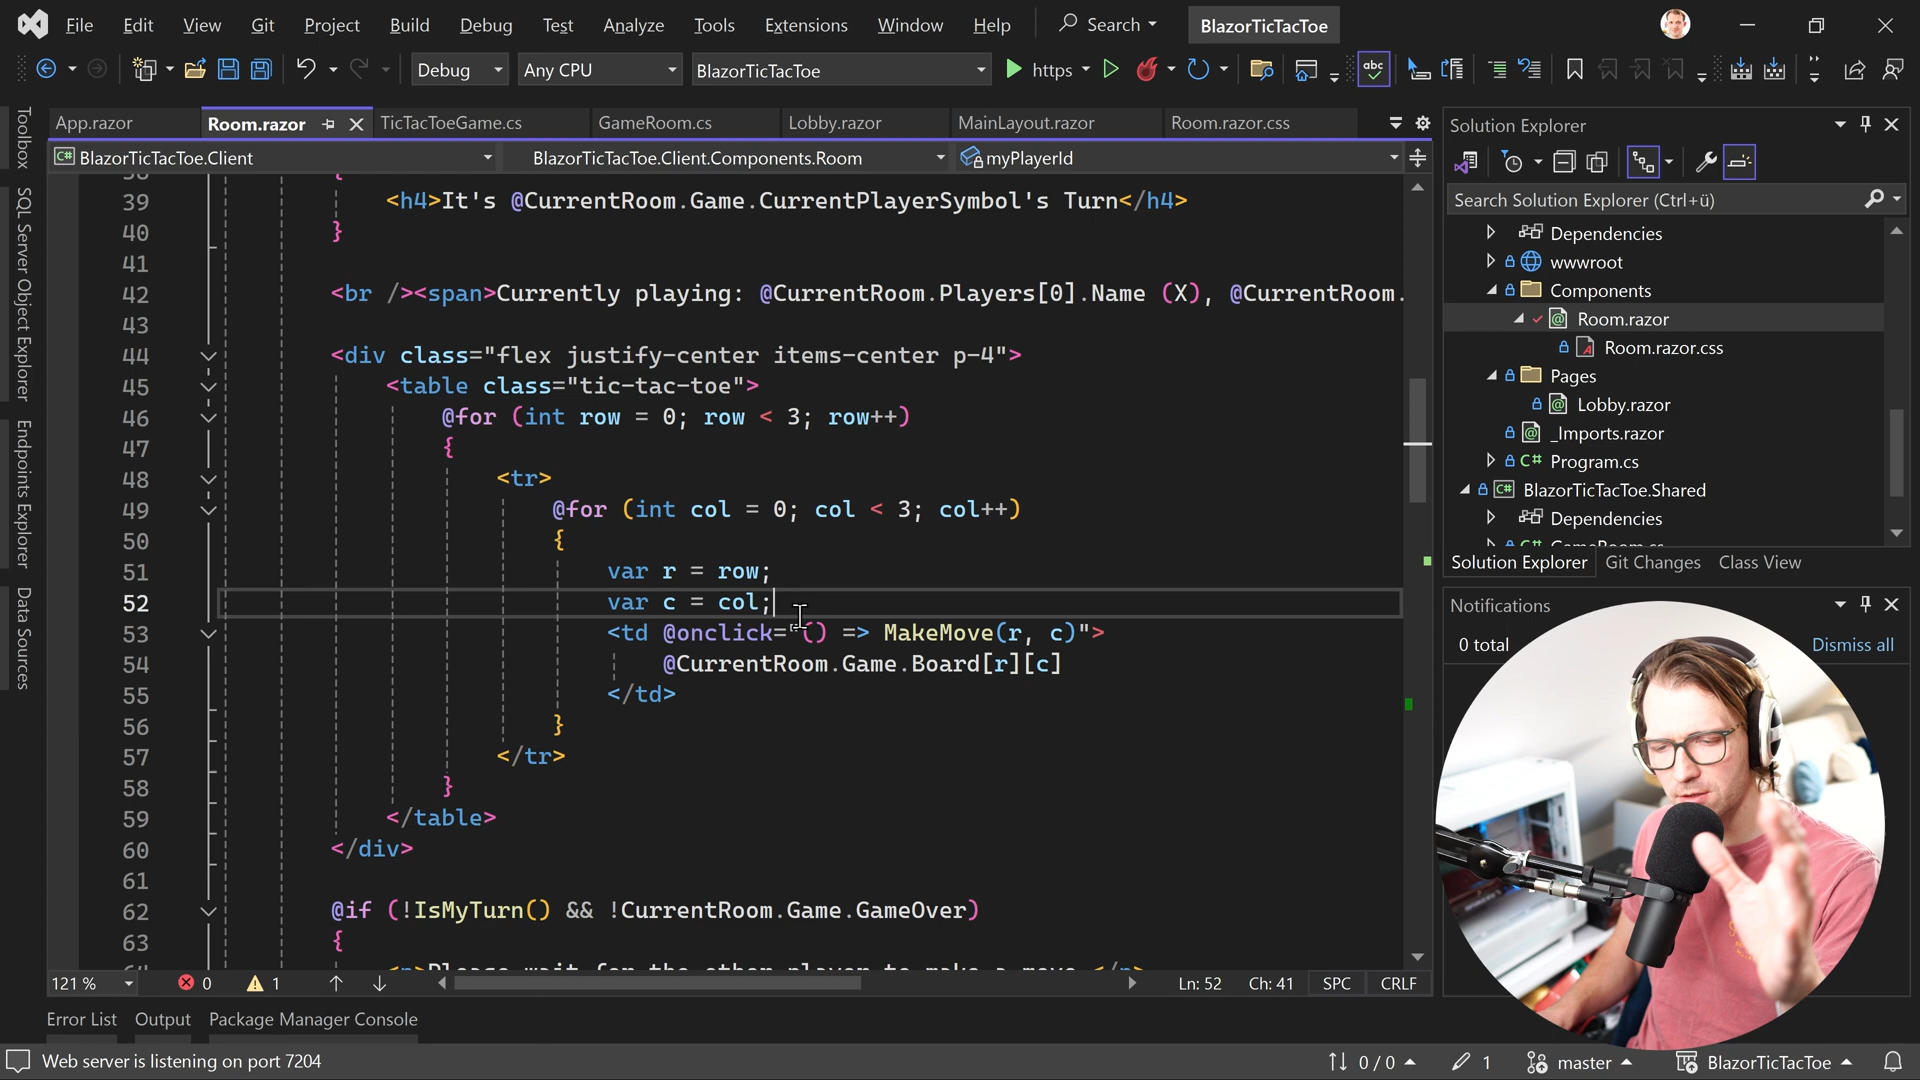 File Edit View Git Project Build Debug Test Analyze Tools Extensions Window Help Search BlazorTicTacToe
Debug Any CPU BlazorTicTacToe https abc
App.razor Room.razor TicTacToeGame.cs GameRoom.cs Lobby.razor MainLayout.razor Room.razor.css
C# BlazorTicTacToe.Client BlazorTicTacToe.Client.Components.Room myPlayerId
Toolbox
SQL Server Object Explorer
Endpoints Explorer
Data Sources
39 <h4>It's @CurrentRoom.Game.CurrentPlayerSymbol's Turn</h4>
40 }
41
42 <br /><span>Currently playing: @CurrentRoom.Players[0].Name (X), @CurrentRoom.
43
44 <div class="flex justify-center items-center p-4">
45 <table class="tic-tac-toe">
46 @for (int row = 0; row < 3; row++)
47 {
48 <tr>
49 @for (int col = 0; col < 3; col++)
50 {
51 var r = row;
52 var c = col;
53 <td @onclick="() => MakeMove(r, c)">
54 @CurrentRoom.Game.Board[r][c]
55 </td>
56 }
57 </tr>
58 }
59 </table>
60 </div>
61
62 @if (!IsMyTurn() && !CurrentRoom.Game.GameOver)
63 {
121 % 0 1 Ln: 52 Ch: 41 SPC CRLF
Error List Output Package Manager Console
Web server is listening on port 7204
0 / 0 1 master BlazorTicTacToe
Solution Explorer
Search Solution Explorer (Ctrl+ü)
Dependencies
wwwroot
Components
Room.razor
Room.razor.css
Pages
Lobby.razor
_Imports.razor
C# Program.cs
C# BlazorTicTacToe.Shared
Dependencies
Solution Explorer Git Changes Class View
Notifications
0 total Dismiss all